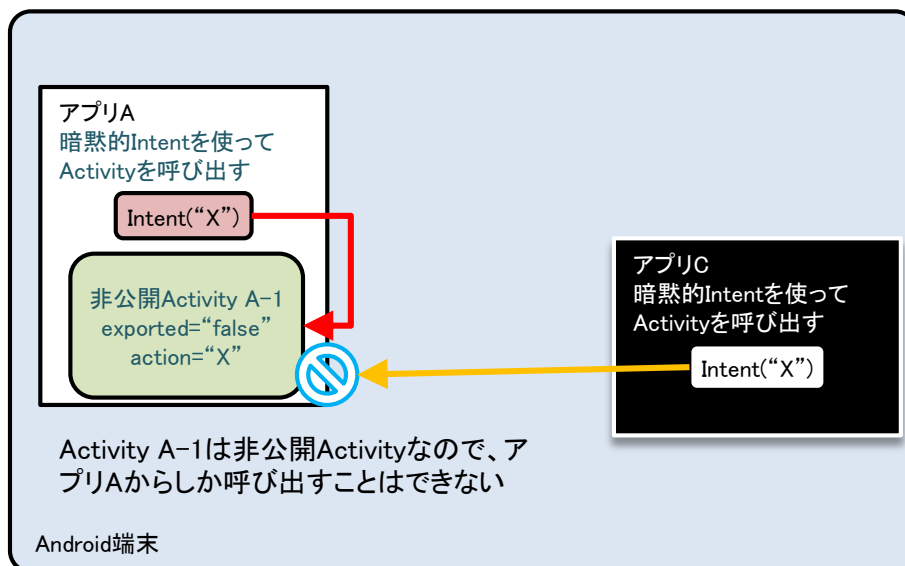 アプリA
暗黙的Intentを使って
Activityを呼び出す
Intent(“X”)
非公開Activity A-1
exported=“false”
action=“X”
アプリC
暗黙的Intentを使って
Activityを呼び出す
Intent(“X”)
Activity A-1は非公開Activityなので、ア
プリAからしか呼び出すことはできない
Android端末